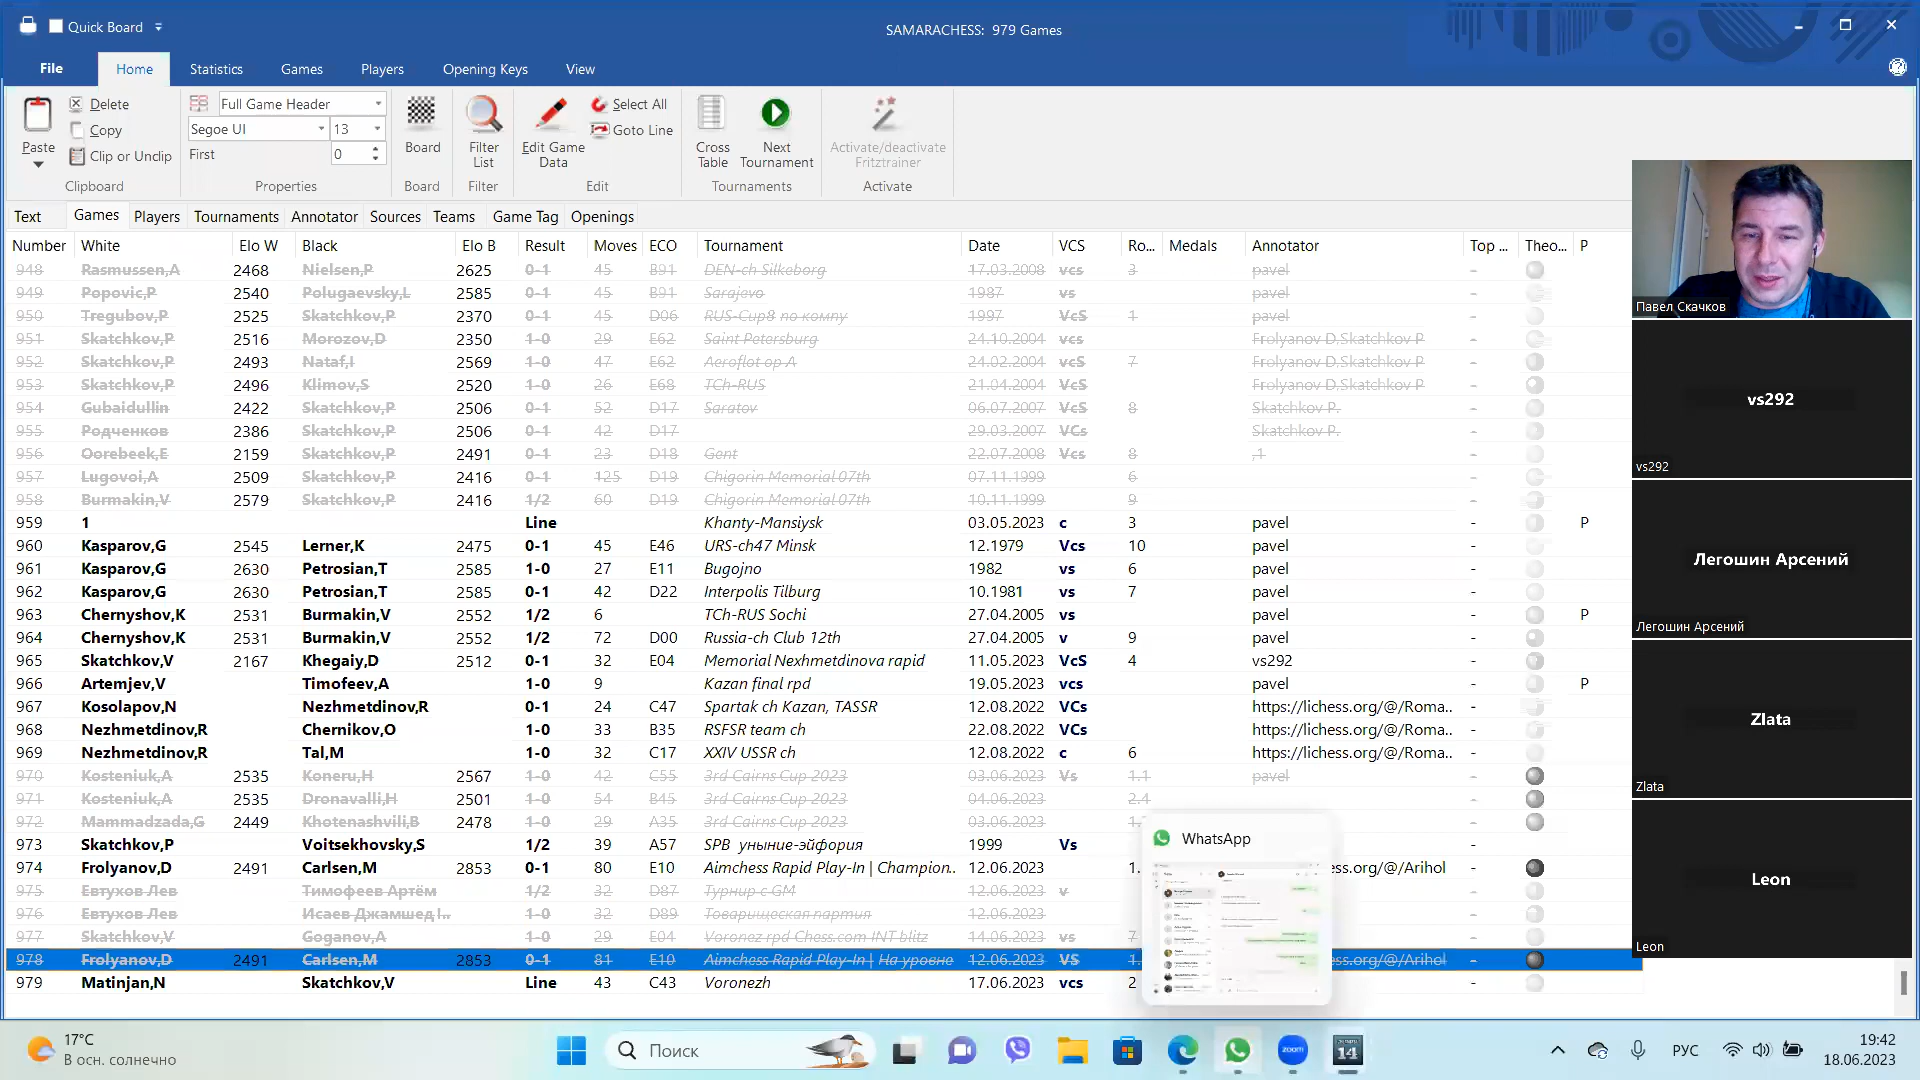 Quick Board
SAMARACHESS: 979 Games
File Home Statistics Games Players Opening Keys View
Paste
Delete
Copy
Clip or Unclip
Clipboard
Full Game Header
Segoe UI 13
First 0
Properties
Board
Board
Filter List
Filter
Edit Game Data
Select All
Goto Line
Edit
Cross Table
Next Tournament
Tournaments
Activate/deactivate Fritztrainer
Activate
Text Games Players Tournaments Annotator Sources Teams Game Tag Openings
Number White Elo W Black Elo B Result Moves ECO Tournament Date VCS Ro... Medals Annotator Top ... Theo... P
948 Rasmussen,A 2468 Nielsen,P 2625 0-1 45 B91 DEN-ch Silkeborg 17.03.2008 vcs 3 pavel -
949 Popovic,P 2540 Polugaevsky,L 2585 0-1 45 B91 Sarajevo 1987 vs pavel -
950 Tregubov,P 2525 Skatchkov,P 2370 0-1 45 D06 RUS-Cup8 по компу 1997 VcS 1 pavel -
951 Skatchkov,P 2516 Morozov,D 2350 1-0 29 E62 Saint Petersburg 24.10.2004 vcs Frolyanov D,Skatchkov P -
952 Skatchkov,P 2493 Nataf,I 2569 1-0 47 E62 Aeroflot op A 24.02.2004 vcS 7 Frolyanov D,Skatchkov P -
953 Skatchkov,P 2496 Klimov,S 2520 1-0 26 E68 TCh-RUS 21.04.2004 VcS Frolyanov D,Skatchkov P -
954 Gubaidullin 2422 Skatchkov,P 2506 0-1 52 D17 Saratov 06.07.2007 VcS 8 Skatchkov P. -
955 Родченков 2386 Skatchkov,P 2506 0-1 42 D17 29.03.2007 VCs Skatchkov P. -
956 Oorebeek,E 2159 Skatchkov,P 2491 0-1 23 D18 Gent 22.07.2008 Vcs 8 ,1 -
957 Lugovoi,A 2509 Skatchkov,P 2416 0-1 125 D19 Chigorin Memorial 07th 07.11.1999 6 -
958 Burmakin,V 2579 Skatchkov,P 2416 1/2 60 D19 Chigorin Memorial 07th 10.11.1999 9 -
959 1 Line Khanty-Mansiysk 03.05.2023 c 3 pavel - P
960 Kasparov,G 2545 Lerner,K 2475 0-1 45 E46 URS-ch47 Minsk 12.1979 Vcs 10 pavel -
961 Kasparov,G 2630 Petrosian,T 2585 1-0 27 E11 Bugojno 1982 vs 6 pavel -
962 Kasparov,G 2630 Petrosian,T 2585 0-1 42 D22 Interpolis Tilburg 10.1981 vs 7 pavel -
963 Chernyshov,K 2531 Burmakin,V 2552 1/2 6 TCh-RUS Sochi 27.04.2005 vs pavel - P
964 Chernyshov,K 2531 Burmakin,V 2552 1/2 72 D00 Russia-ch Club 12th 27.04.2005 v 9 pavel -
965 Skatchkov,V 2167 Khegaiy,D 2512 0-1 32 E04 Memorial Nexhmetdinova rapid 11.05.2023 VcS 4 vs292 -
966 Artemjev,V Timofeev,A 1-0 9 Kazan final rpd 19.05.2023 vcs pavel - P
967 Kosolapov,N Nezhmetdinov,R 0-1 24 C47 Spartak ch Kazan, TASSR 12.08.2022 VCs https://lichess.org/@/Roma.. -
968 Nezhmetdinov,R Chernikov,O 1-0 33 B35 RSFSR team ch 22.08.2022 VCs https://lichess.org/@/Roma.. -
969 Nezhmetdinov,R Tal,M 1-0 32 C17 XXIV USSR ch 12.08.2022 c 6 https://lichess.org/@/Roma.. -
970 Kosteniuk,A 2535 Koneru,H 2567 1-0 42 C55 3rd Cairns Cup 2023 03.06.2023 Vs 1.1 pavel -
971 Kosteniuk,A 2535 Dronavalli,H 2501 1-0 54 B45 3rd Cairns Cup 2023 04.06.2023 2.4 -
972 Mammadzada,G 2449 Khotenashvili,B 2478 1-0 29 A35 3rd Cairns Cup 2023 03.06.2023 -
973 Skatchkov,P Voitsekhovsky,S 1/2 39 A57 SPB уныние-эйфория 1999 Vs -
974 Frolyanov,D 2491 Carlsen,M 2853 0-1 80 E10 Aimchess Rapid Play-In | Champion.. 12.06.2023 1. ess.org/@/Arihol -
975 Евтухов Лев Тимофеев Артём 1/2 32 D87 Турнир с GM 12.06.2023 v -
976 Евтухов Лев Исаев Джамшед I.. 1-0 32 D89 Товарищеская партия 12.06.2023 -
977 Skatchkov,V Goganov,A 1-0 29 E04 Voronez rpd Chess.com INT blitz 14.06.2023 vs 7 -
978 Frolyanov,D 2491 Carlsen,M 2853 0-1 81 E10 Aimchess Rapid Play-In | На уровне 12.06.2023 VS 1. ess.org/@/Arihol -
979 Matinjan,N Skatchkov,V Line 43 C43 Voronezh 17.06.2023 vcs 2 -
WhatsApp
Павел Скачков
vs292
vs292
Легошин Арсений
Легошин Арсений
Zlata
Zlata
Leon
Leon
17°C
В осн. солнечно
Поиск
zoom
14
РУС
19:42
18.06.2023